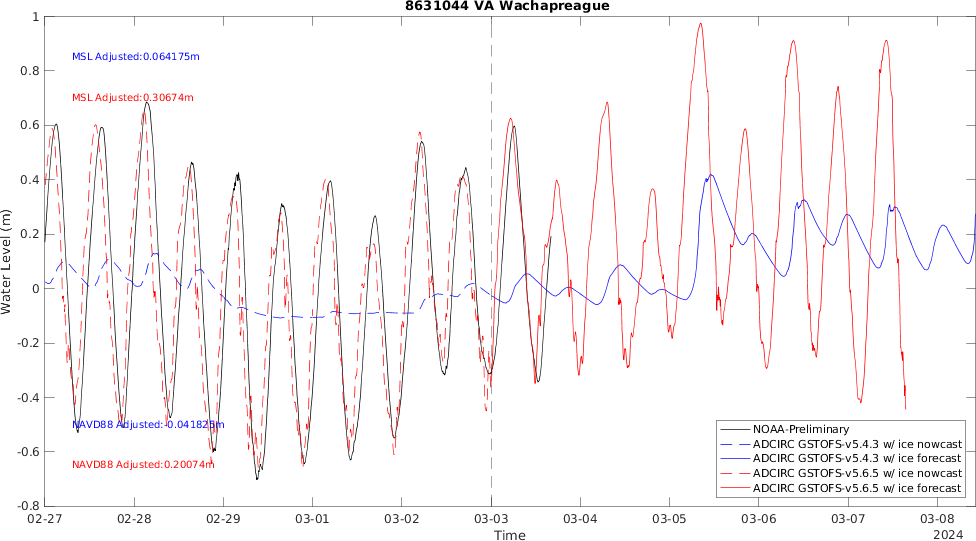 8631044 VA Wachapreague
1
0.8
0.6
0.4
0.2
0
-0.2
-0.4
-0.6
-0.8
Water Level (m)
MSL Adjusted:0.064175m
MSL Adjusted:0.30674m
NAVD88 Adjusted:-0.041825m
NAVD88 Adjusted:0.20074m
NOAA-Preliminary
ADCIRC GSTOFS-v5.4.3 w/ ice nowcast
ADCIRC GSTOFS-v5.4.3 w/ ice forecast
ADCIRC GSTOFS-v5.6.5 w/ ice nowcast
ADCIRC GSTOFS-v5.6.5 w/ ice forecast
02-27 02-28 02-29 03-01 03-02 03-03 03-04 03-05 03-06 03-07 03-08
Time
2024